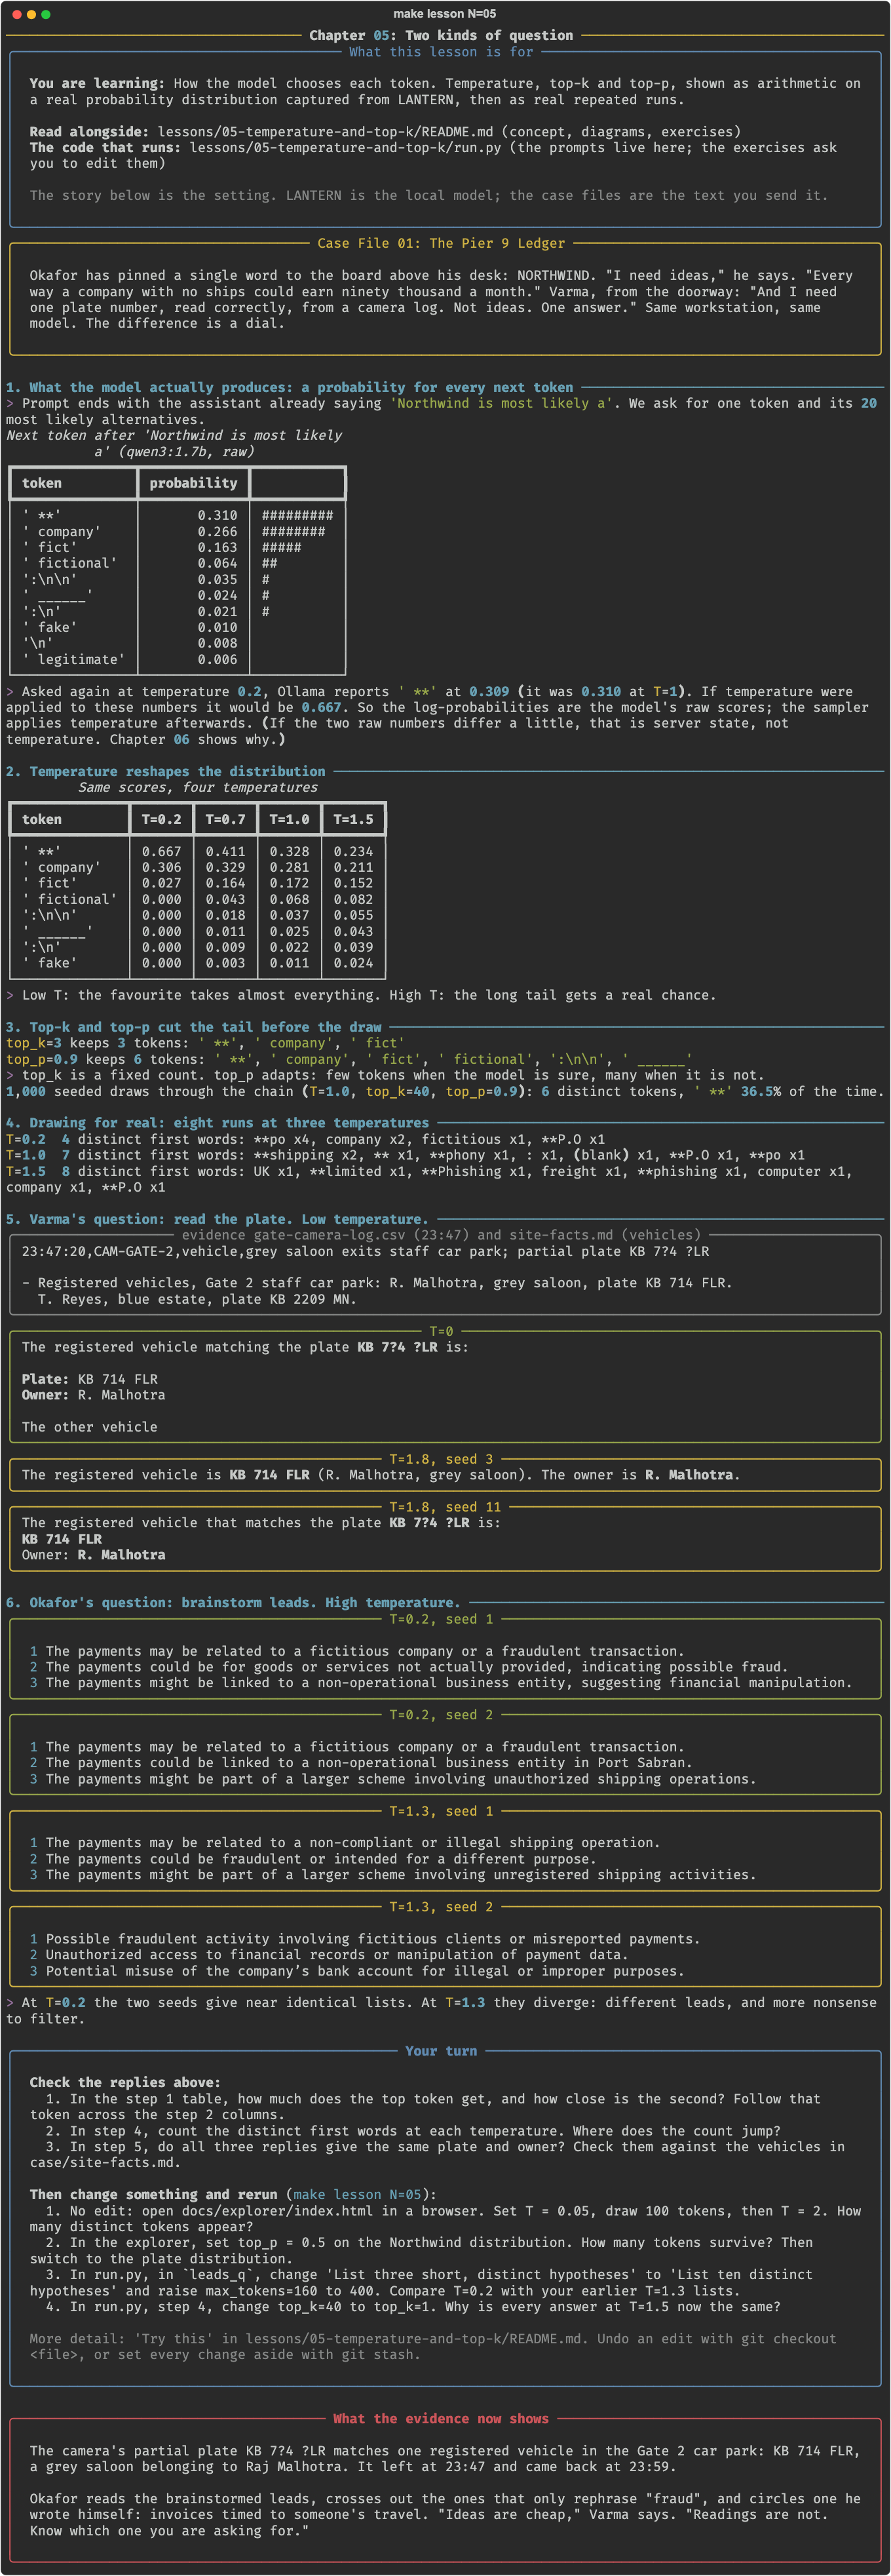 make lesson N=05
Chapter 05: Two kinds of question
What this lesson is for
You are learning: How the model chooses each token. Temperature, top-k and top-p, shown as arithmetic on
a real probability distribution captured from LANTERN, then as real repeated runs.
Read alongside: lessons/05-temperature-and-top-k/README.md (concept, diagrams, exercises)
The code that runs: lessons/05-temperature-and-top-k/run.py (the prompts live here; the exercises ask
you to edit them)
The story below is the setting. LANTERN is the local model; the case files are the text you send it.
Case File 01: The Pier 9 Ledger
Okafor has pinned a single word to the board above his desk: NORTHWIND. "I need ideas," he says. "Every
way a company with no ships could earn ninety thousand a month." Varma, from the doorway: "And I need
one plate number, read correctly, from a camera log. Not ideas. One answer." Same workstation, same
model. The difference is a dial.
1. What the model actually produces: a probability for every next token
> Prompt ends with the assistant already saying 'Northwind is most likely a'. We ask for one token and its 20
most likely alternatives.
Next token after 'Northwind is most likely
a' (qwen3:1.7b, raw)
token probability
' **' 0.310 #########
' company' 0.266 ########
' fict' 0.163 #####
' fictional' 0.064 ##
':\n\n' 0.035 #
' ______' 0.024 #
':\n' 0.021 #
' fake' 0.010
'\n' 0.008
' legitimate' 0.006
> Asked again at temperature 0.2, Ollama reports ' **' at 0.309 (it was 0.310 at T=1). If temperature were
applied to these numbers it would be 0.667. So the log-probabilities are the model's raw scores; the sampler
applies temperature afterwards. (If the two raw numbers differ a little, that is server state, not
temperature. Chapter 06 shows why.)
2. Temperature reshapes the distribution
Same scores, four temperatures
token T=0.2 T=0.7 T=1.0 T=1.5
' **' 0.667 0.411 0.328 0.234
' company' 0.306 0.329 0.281 0.211
' fict' 0.027 0.164 0.172 0.152
' fictional' 0.000 0.043 0.068 0.082
':\n\n' 0.000 0.018 0.037 0.055
' ______' 0.000 0.011 0.025 0.043
':\n' 0.000 0.009 0.022 0.039
' fake' 0.000 0.003 0.011 0.024
> Low T: the favourite takes almost everything. High T: the long tail gets a real chance.
3. Top-k and top-p cut the tail before the draw
top_k=3 keeps 3 tokens: ' **', ' company', ' fict'
top_p=0.9 keeps 6 tokens: ' **', ' company', ' fict', ' fictional', ':\n\n', ' ______'
> top_k is a fixed count. top_p adapts: few tokens when the model is sure, many when it is not.
1,000 seeded draws through the chain (T=1.0, top_k=40, top_p=0.9): 6 distinct tokens, ' **' 36.5% of the time.
4. Drawing for real: eight runs at three temperatures
T=0.2 4 distinct first words: **po x4, company x2, fictitious x1, **P.O x1
T=1.0 7 distinct first words: **shipping x2, ** x1, **phony x1, : x1, (blank) x1, **P.O x1, **po x1
T=1.5 8 distinct first words: UK x1, **limited x1, **Phishing x1, freight x1, **phishing x1, computer x1,
company x1, **P.O x1
5. Varma's question: read the plate. Low temperature.
evidence gate-camera-log.csv (23:47) and site-facts.md (vehicles)
23:47:20,CAM-GATE-2,vehicle,grey saloon exits staff car park; partial plate KB 7?4 ?LR
- Registered vehicles, Gate 2 staff car park: R. Malhotra, grey saloon, plate KB 714 FLR.
T. Reyes, blue estate, plate KB 2209 MN.
T=0
The registered vehicle matching the plate KB 7?4 ?LR is:
Plate: KB 714 FLR
Owner: R. Malhotra
The other vehicle
T=1.8, seed 3
The registered vehicle is KB 714 FLR (R. Malhotra, grey saloon). The owner is R. Malhotra.
T=1.8, seed 11
The registered vehicle that matches the plate KB 7?4 ?LR is:
KB 714 FLR
Owner: R. Malhotra
6. Okafor's question: brainstorm leads. High temperature.
T=0.2, seed 1
1 The payments may be related to a fictitious company or a fraudulent transaction.
2 The payments could be for goods or services not actually provided, indicating possible fraud.
3 The payments might be linked to a non-operational business entity, suggesting financial manipulation.
T=0.2, seed 2
1 The payments may be related to a fictitious company or a fraudulent transaction.
2 The payments could be linked to a non-operational business entity in Port Sabran.
3 The payments might be part of a larger scheme involving unauthorized shipping operations.
T=1.3, seed 1
1 The payments may be related to a non-compliant or illegal shipping operation.
2 The payments could be fraudulent or intended for a different purpose.
3 The payments might be part of a larger scheme involving unregistered shipping activities.
T=1.3, seed 2
1 Possible fraudulent activity involving fictitious clients or misreported payments.
2 Unauthorized access to financial records or manipulation of payment data.
3 Potential misuse of the company’s bank account for illegal or improper purposes.
> At T=0.2 the two seeds give near identical lists. At T=1.3 they diverge: different leads, and more nonsense
to filter.
Your turn
Check the replies above:
1. In the step 1 table, how much does the top token get, and how close is the second? Follow that
token across the step 2 columns.
2. In step 4, count the distinct first words at each temperature. Where does the count jump?
3. In step 5, do all three replies give the same plate and owner? Check them against the vehicles in
case/site-facts.md.
Then change something and rerun (make lesson N=05):
1. No edit: open docs/explorer/index.html in a browser. Set T = 0.05, draw 100 tokens, then T = 2. How
many distinct tokens appear?
2. In the explorer, set top_p = 0.5 on the Northwind distribution. How many tokens survive? Then
switch to the plate distribution.
3. In run.py, in `leads_q`, change 'List three short, distinct hypotheses' to 'List ten distinct
hypotheses' and raise max_tokens=160 to 400. Compare T=0.2 with your earlier T=1.3 lists.
4. In run.py, step 4, change top_k=40 to top_k=1. Why is every answer at T=1.5 now the same?
More detail: 'Try this' in lessons/05-temperature-and-top-k/README.md. Undo an edit with git checkout
<file>, or set every change aside with git stash.
What the evidence now shows
The camera's partial plate KB 7?4 ?LR matches one registered vehicle in the Gate 2 car park: KB 714 FLR,
a grey saloon belonging to Raj Malhotra. It left at 23:47 and came back at 23:59.
Okafor reads the brainstormed leads, crosses out the ones that only rephrase "fraud", and circles one he
wrote himself: invoices timed to someone's travel. "Ideas are cheap," Varma says. "Readings are not.
Know which one you are asking for."